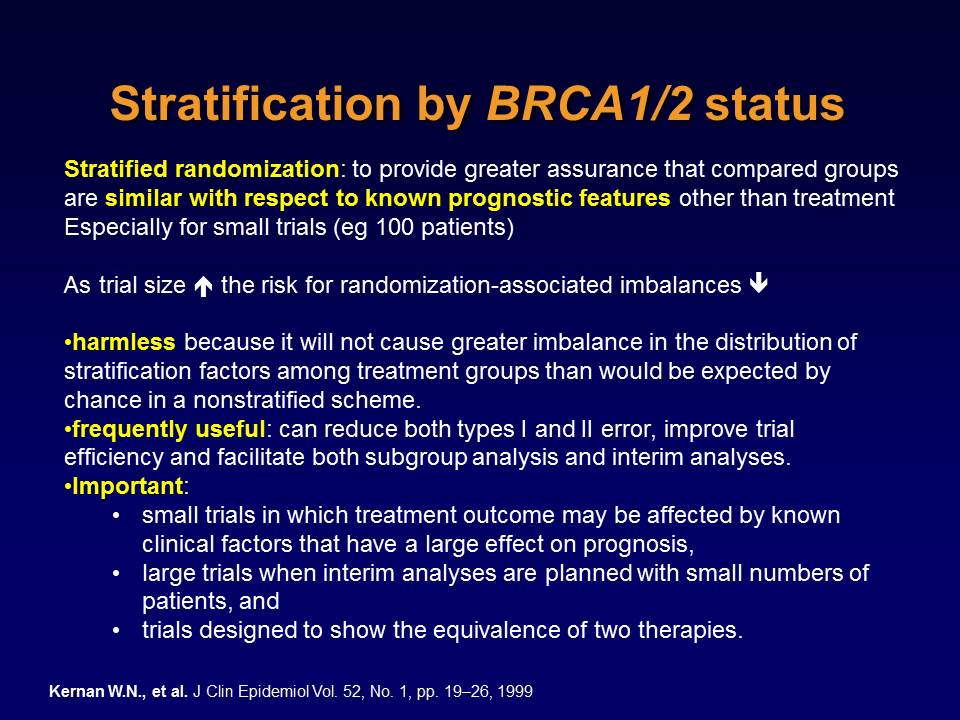 Stratification by BRCA1/2 status
Stratified randomization: to provide greater assurance that compared groups
are similar with respect to known prognostic features other than treatment
Especially for small trials (eg 100 patients)
As trial size 🡹 the risk for randomization-associated imbalances 🡻
•harmless because it will not cause greater imbalance in the distribution of
stratification factors among treatment groups than would be expected by
chance in a nonstratified scheme.
•frequently useful: can reduce both types I and II error, improve trial
efficiency and facilitate both subgroup analysis and interim analyses.
•Important:
• small trials in which treatment outcome may be affected by known
clinical factors that have a large effect on prognosis,
• large trials when interim analyses are planned with small numbers of
patients, and
• trials designed to show the equivalence of two therapies.
Kernan W.N., et al. J Clin Epidemiol Vol. 52, No. 1, pp. 19–26, 1999